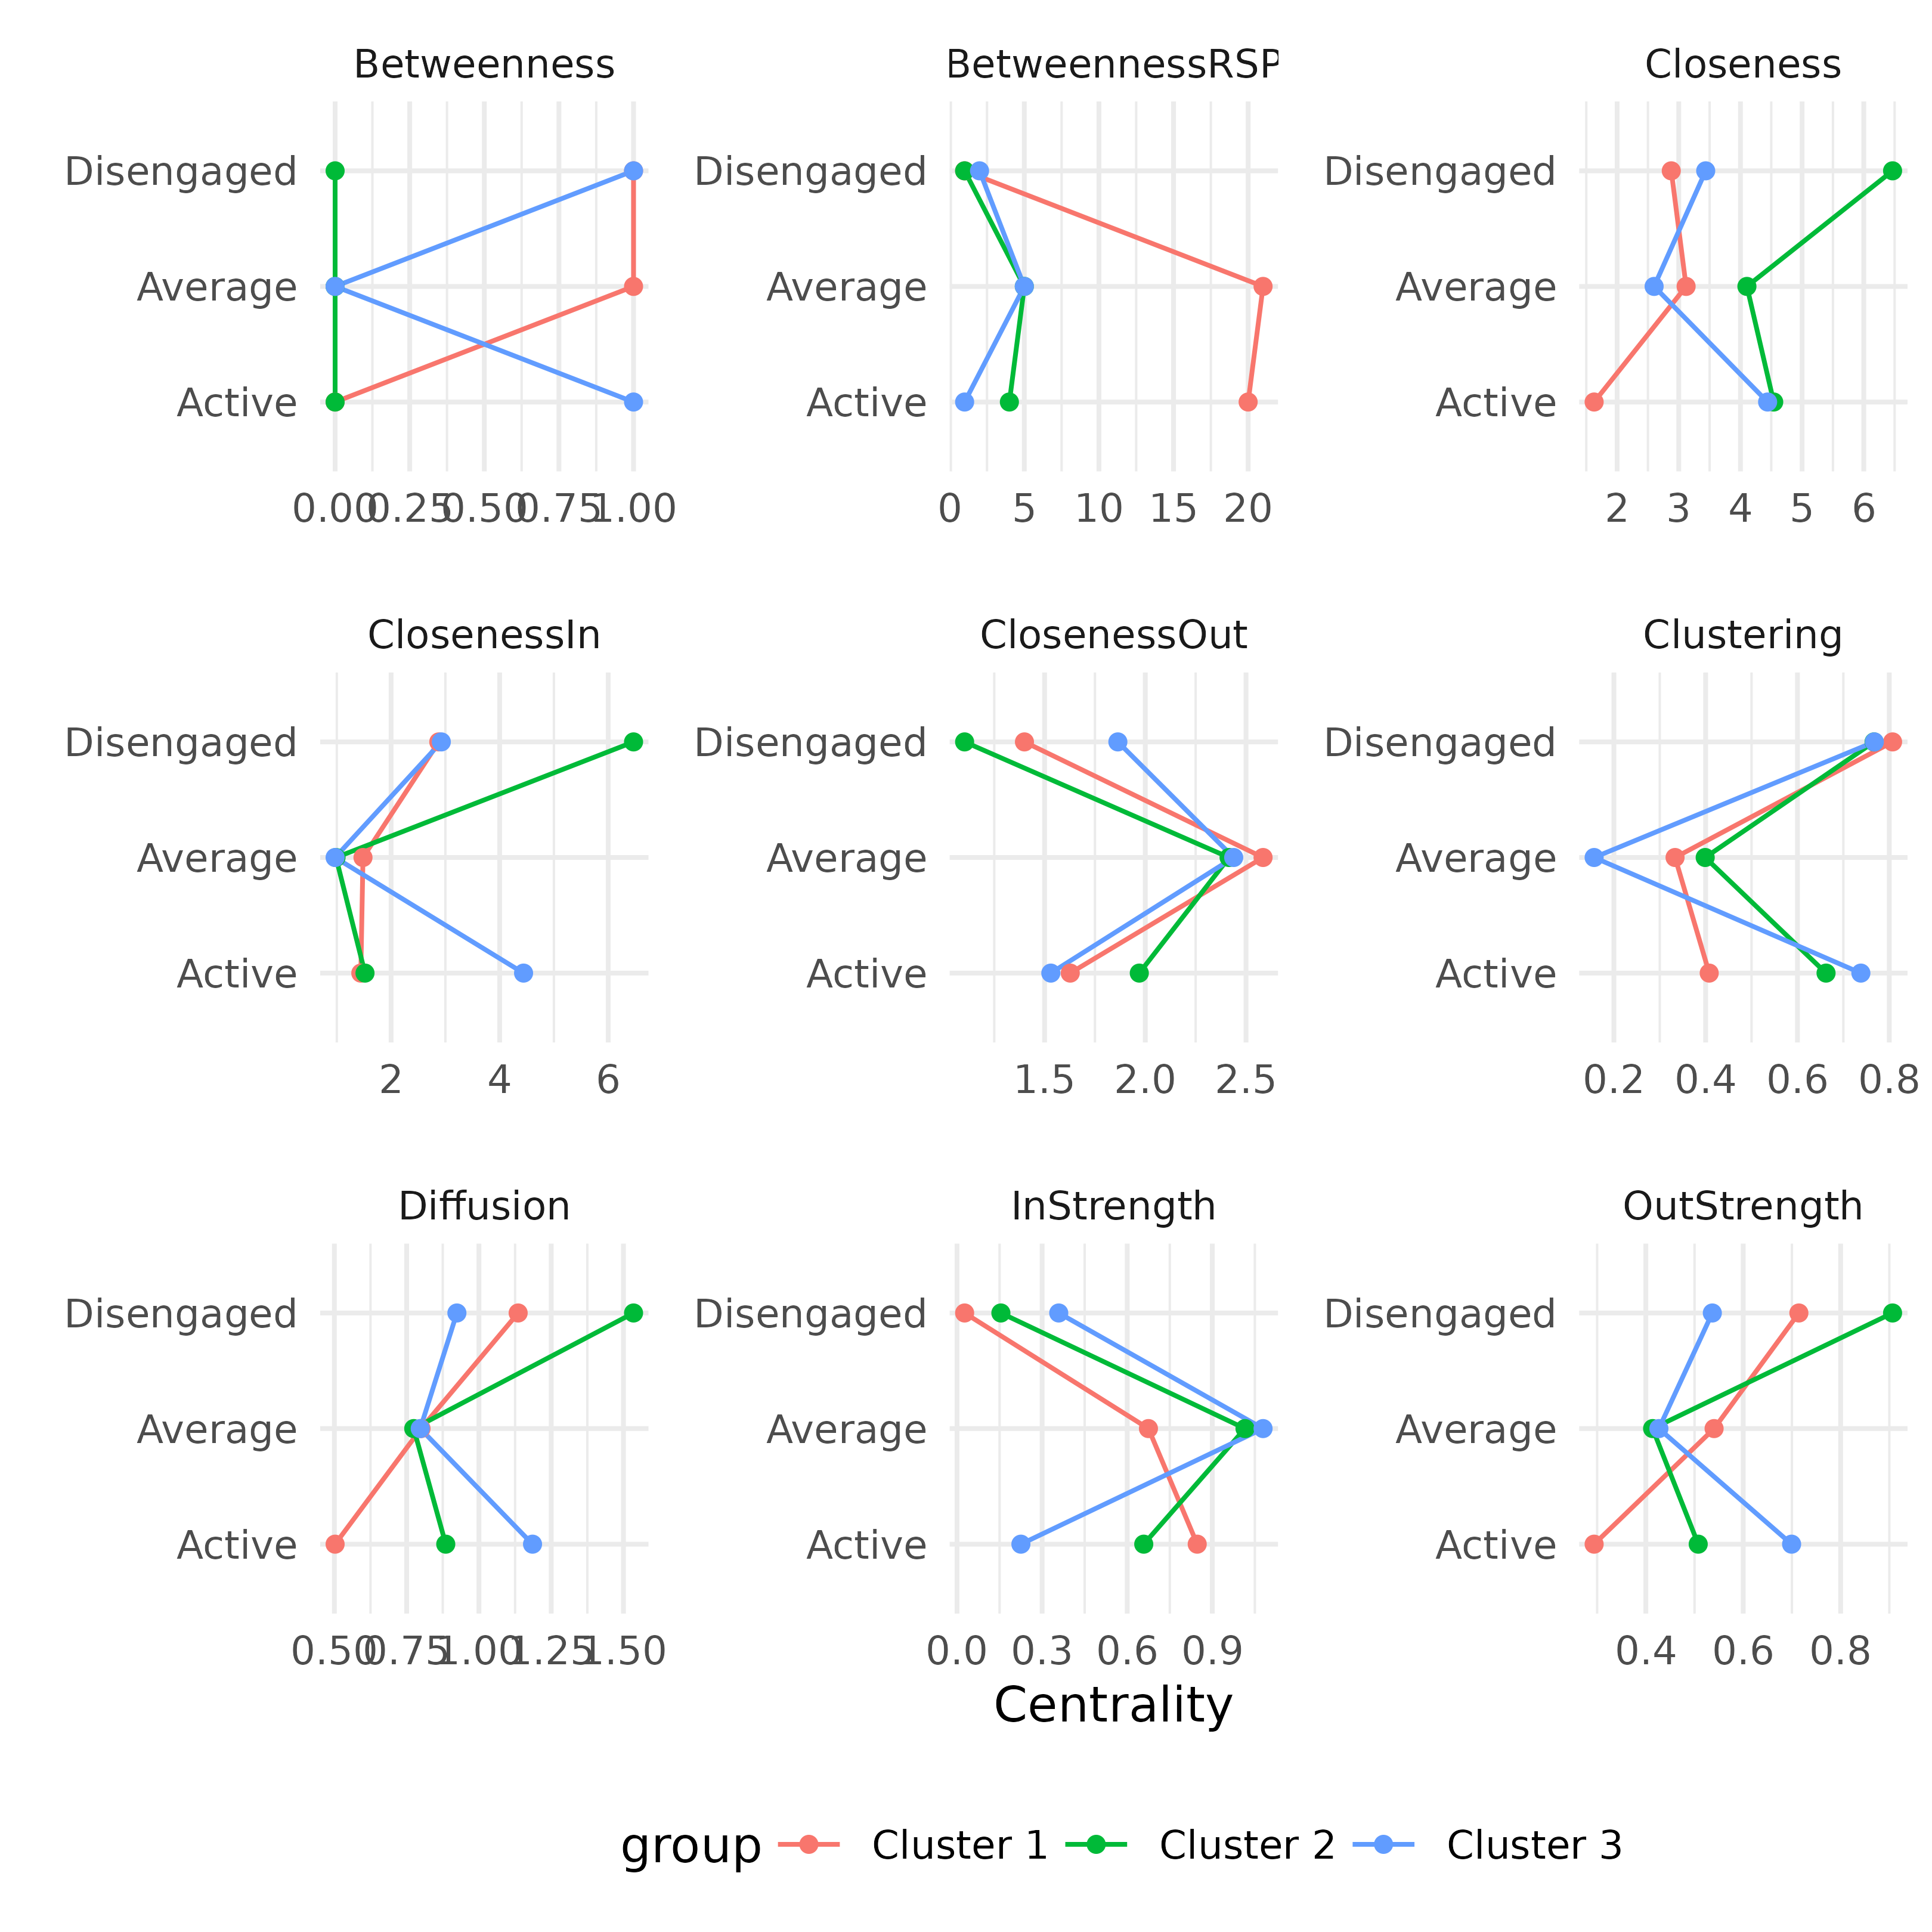 Betweenness
BetweennessRSP
Closeness
Disengaged
Average
Active
Disengaged
Average
Active
Disengaged
Average
Active
0.00 0.25 0.50 0.75 1.00
0 5 10 15 20
2 3 4 5 6
ClosenessIn
ClosenessOut
Clustering
Disengaged
Average
Active
Disengaged
Average
Active
Disengaged
Average
Active
2 4 6
1.5 2.0 2.5
0.2 0.4 0.6 0.8
Diffusion
InStrength
OutStrength
Disengaged
Average
Active
Disengaged
Average
Active
Disengaged
Average
Active
0.50 0.75 1.00 1.25 1.50
0.0 0.3 0.6 0.9
0.4 0.6 0.8
Centrality
group Cluster 1 Cluster 2 Cluster 3